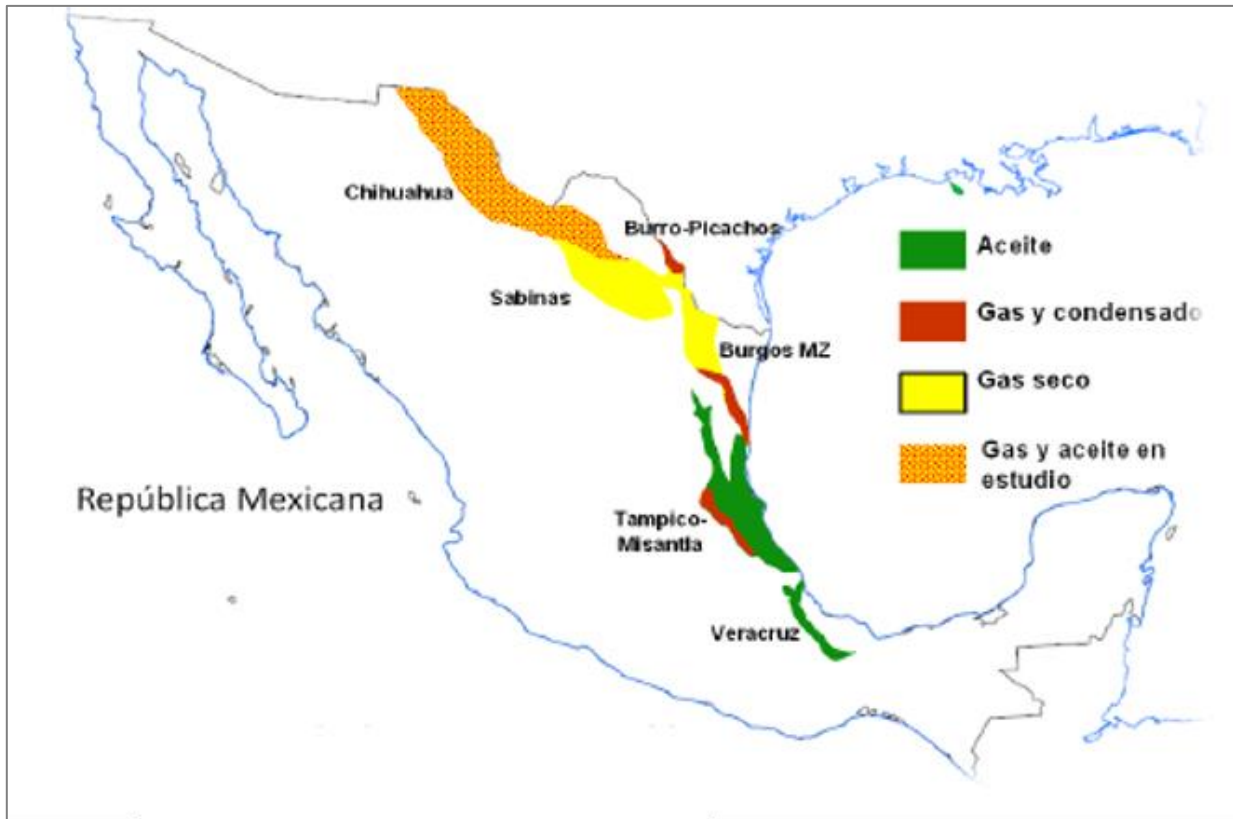 Chihuahua
Burro-Picachos
Sabinas
Burgos MZ
República Mexicana
Tampico-
Misantla
Veracruz
Aceite
Gas y condensado
Gas seco
Gas y aceite en
estudio